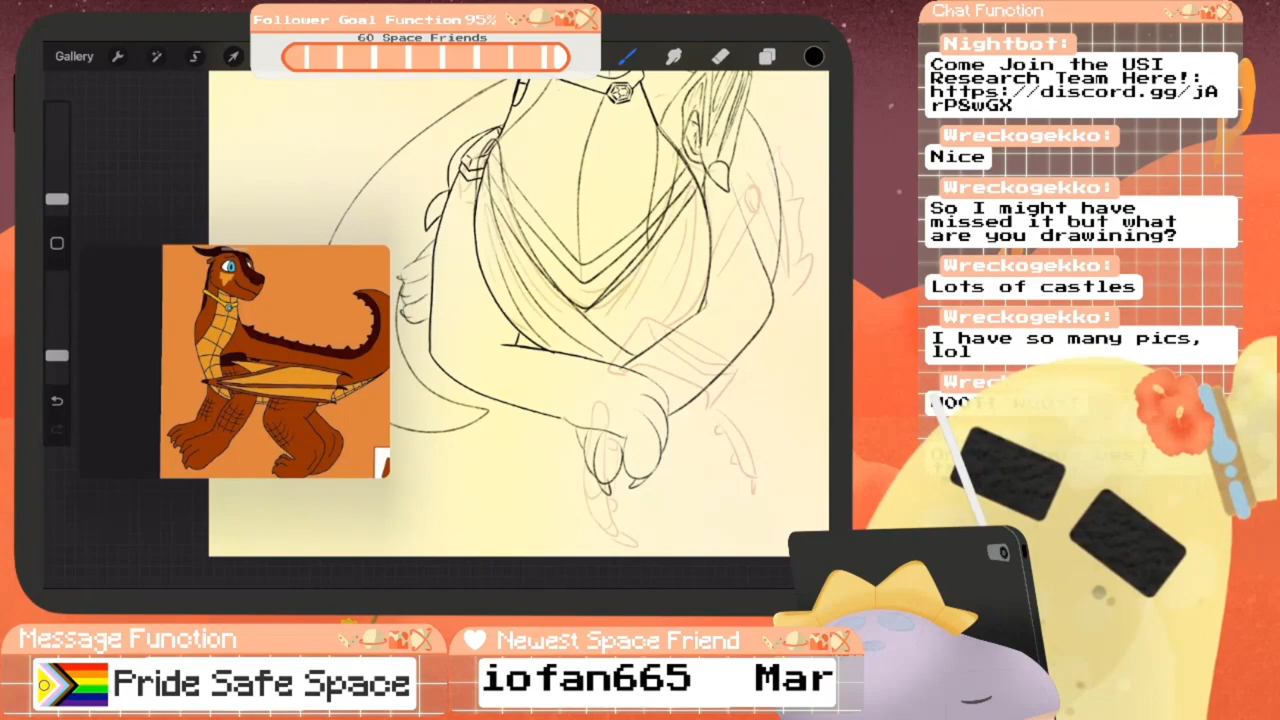 Follower Goal Function 95%
60 Space Friends
Gallery
Chat Function
Nightbot:
Come Join the USI
Research Team Here!:
https://discord.gg/jA
rP8wGX
Wreckogekko:
Nice
Wreckogekko:
So I might have
missed it but what
are you drawining?
Wreckogekko:
Lots of castles
Wreckogekko:
I have so many pics,
lol
Message Function
Pride Safe Space
Newest Space Friend
iofan665 Mar